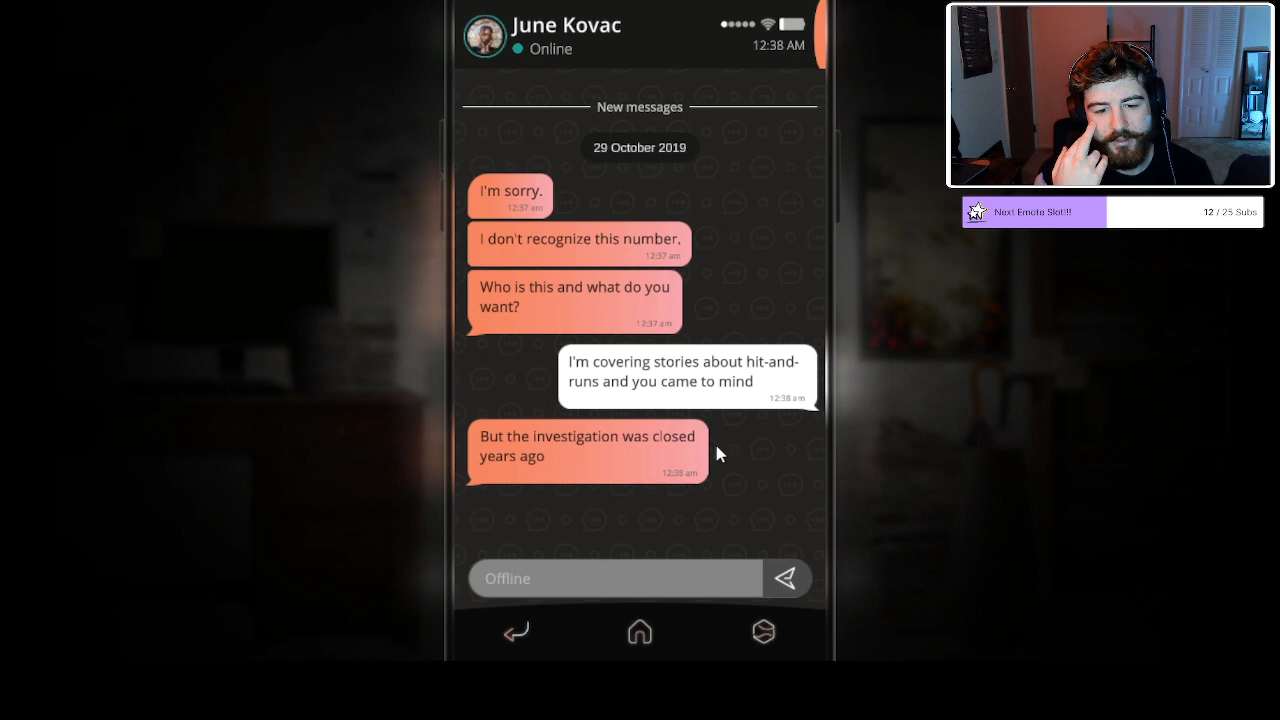 June Kovac
Online
12:38 AM
New messages
29 October 2019
I'm sorry.
12:37 am
I don't recognize this number.
12:37 am
Who is this and what do you
want?
12:37 am
I'm covering stories about hit-and-
runs and you came to mind
12:38 am
But the investigation was closed
years ago
12:38 am
Offline
Next Emote Slot!!!
12 / 25 Subs